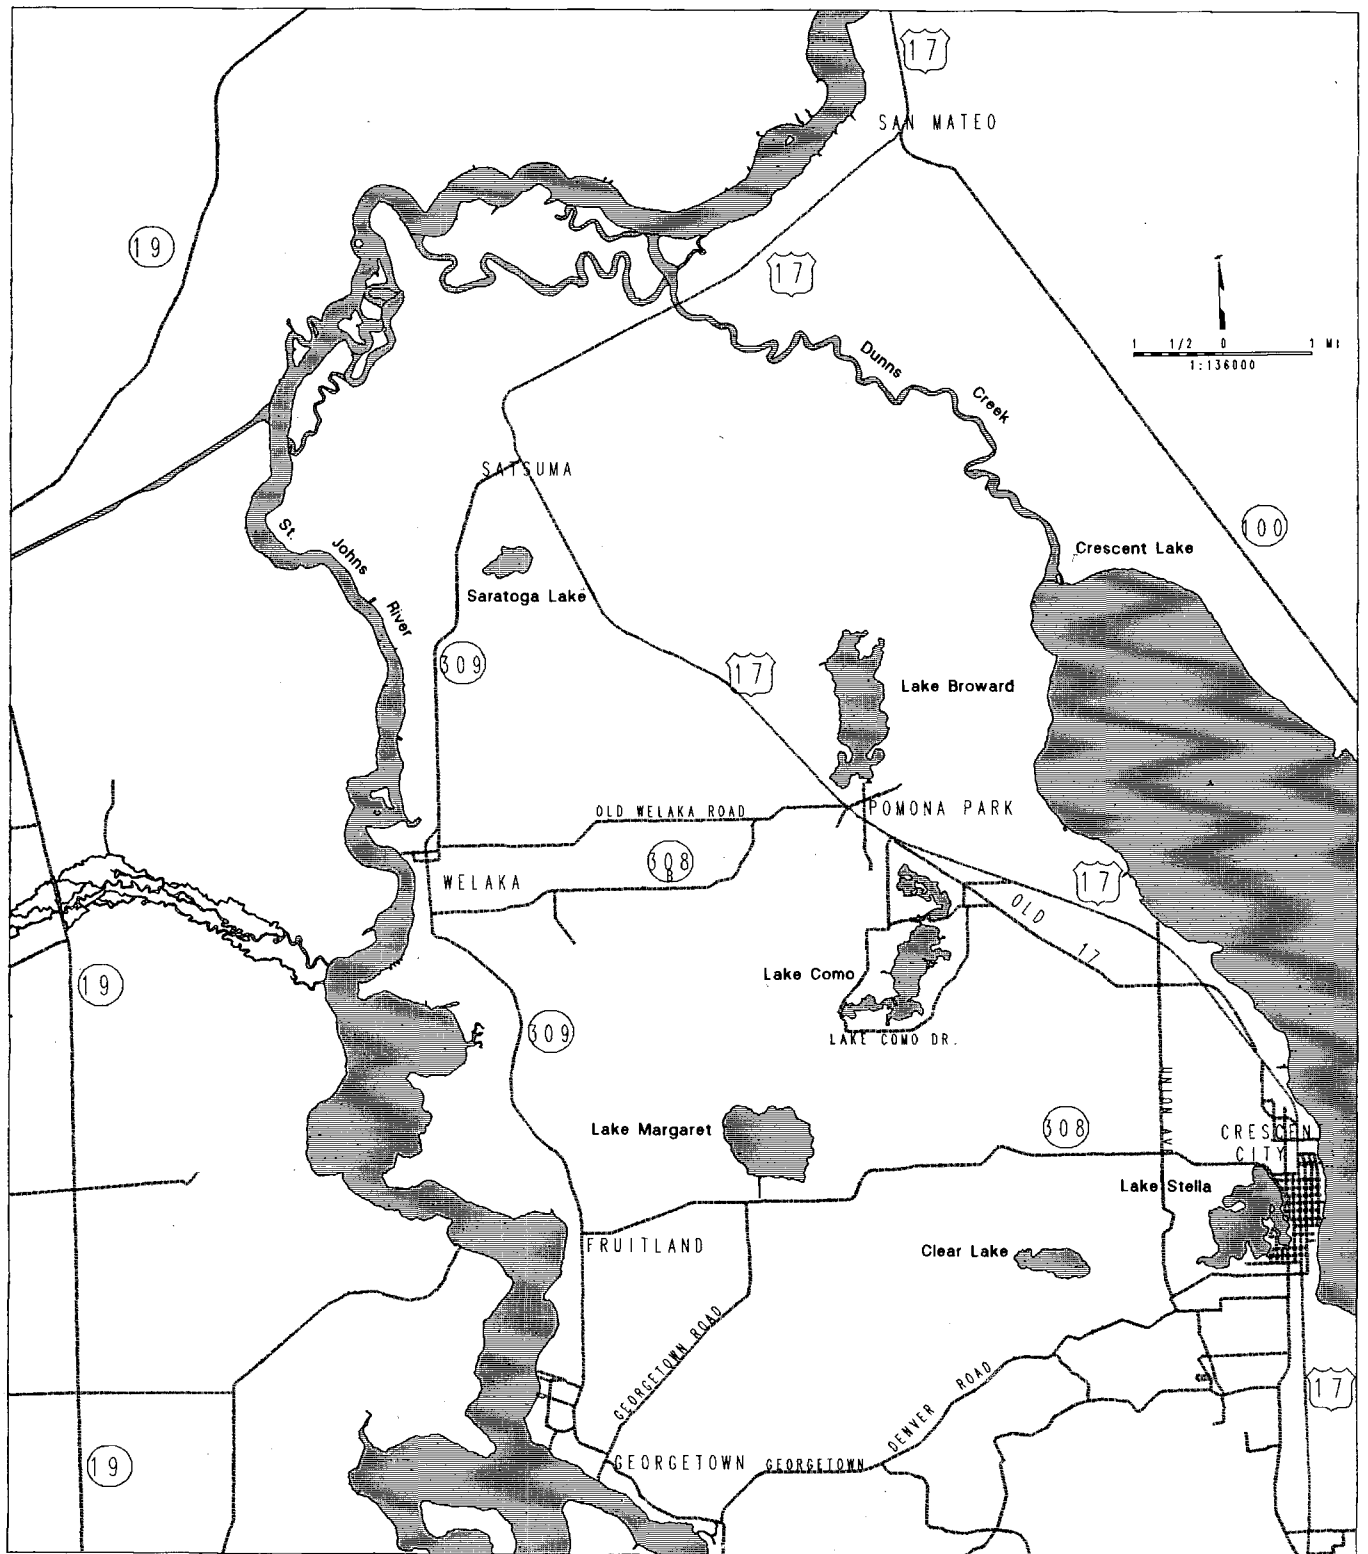 17
SAN MATEO
19
17
1 1/2 0 1 MI
1:136000
Dunns
Creek
SATSUMA
100
St.
Johns
River
Crescent Lake
Saratoga Lake
309
17
Lake Broward
OLD WELAKA ROAD
POMONA PARK
308
B
17
WELAKA
OLD
17
19
Lake Como
309
LAKE COMO DR.
UNION AVE
Lake Margaret
308
CRESCEN
CITY
Lake Stella
FRUITLAND
Clear Lake
GEORGETOWN ROAD
DENVER ROAD
17
19
GEORGETOWN
GEORGETOWN